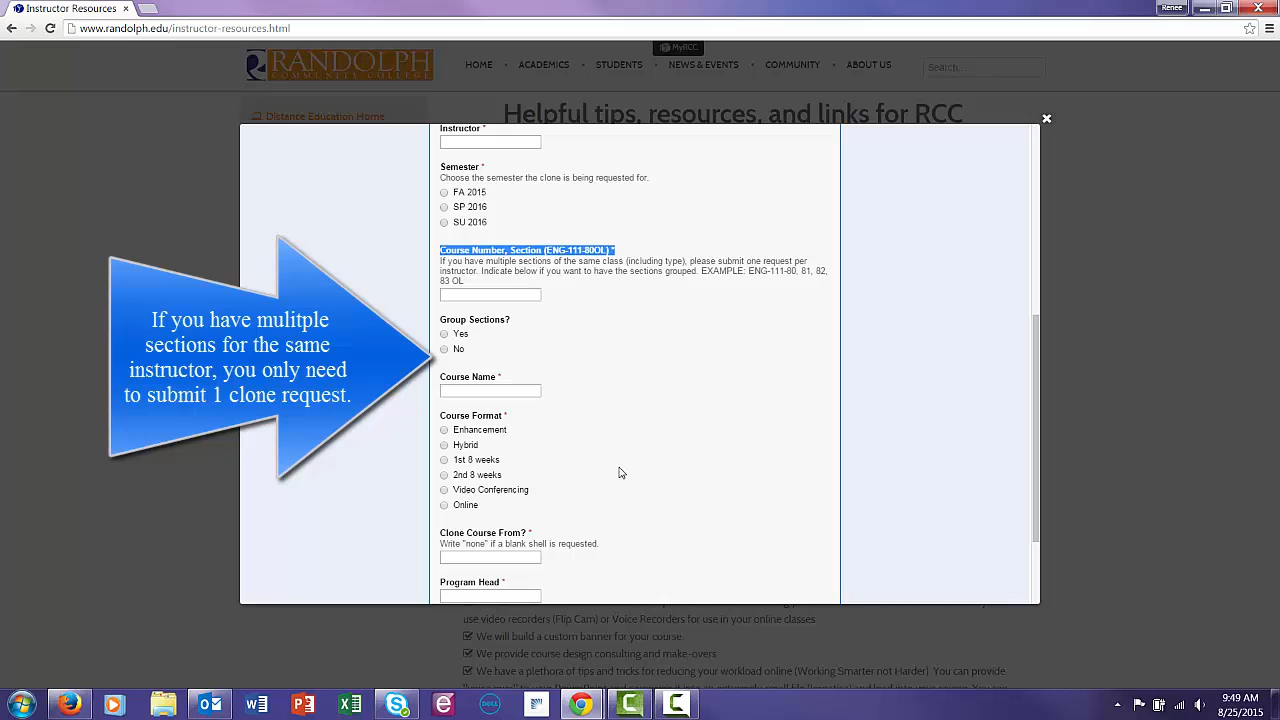 Instructor Resources
Renee
www.randolph.edu/instructor-resources.html
RANDOLPH
COMMUNITY COLLEGE
MyRCC
HOME
ACADEMICS
STUDENTS
NEWS & EVENTS
COMMUNITY
ABOUT US
Search...
Distance Education Home
Helpful tips, resources, and links for RCC
Instructor *
Semester *
Choose the semester the clone is being requested for.
FA 2015
SP 2016
SU 2016
Course Number, Section (ENG-111-80OL) *
If you have multiple sections of the same class (including type), please submit one request per
instructor. Indicate below if you want to have the sections grouped. EXAMPLE: ENG-111-80, 81, 82,
83 OL
Group Sections?
Yes
No
If you have mulitple
sections for the same
instructor, you only need
to submit 1 clone request.
Course Name *
Course Format *
Enhancement
Hybrid
1st 8 weeks
2nd 8 weeks
Video Conferencing
Online
Clone Course From? *
Write "none" if a blank shell is requested.
Program Head *
use video recorders (Flip Cam) or Voice Recorders for use in your online classes
We will build a custom banner for your course.
We provide course design consulting and make-overs
We have a plethora of tips and tricks for reducing your workload online (Working Smarter not Harder). You can provide
9:49 AM
8/25/2015